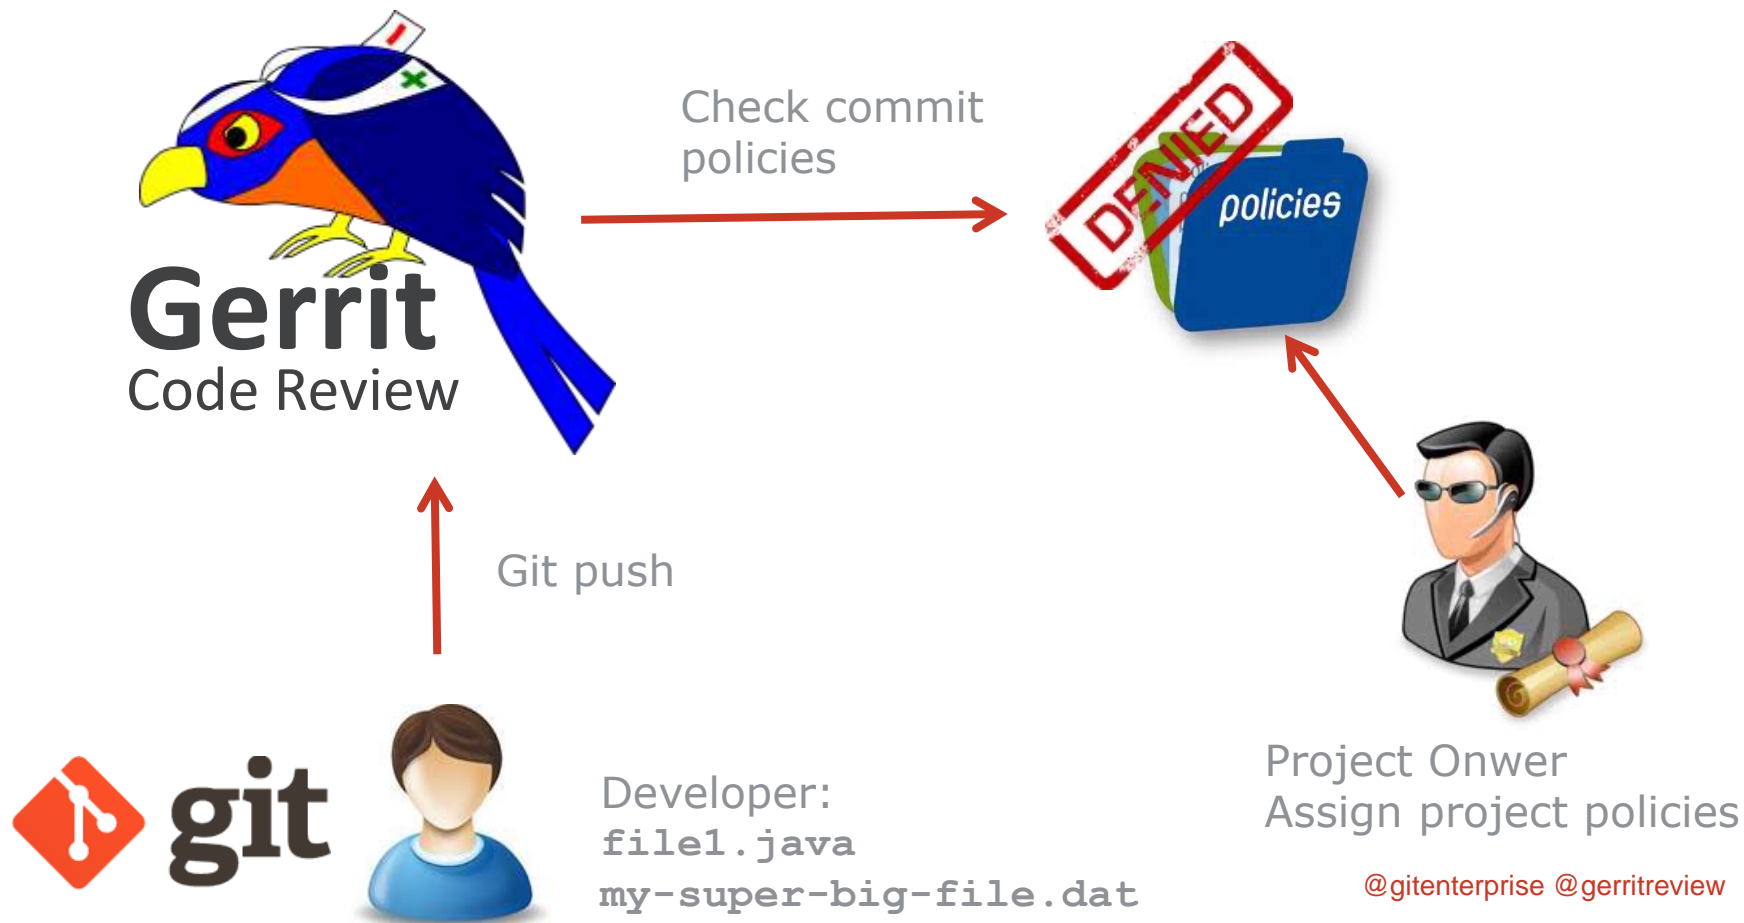 Check commit
policies
DENIED
policies
Gerrit
Code Review
Git push
git
Developer:
file1.java
my-super-big-file.dat
Project Onwer
Assign project policies
@gitenterprise @gerritreview